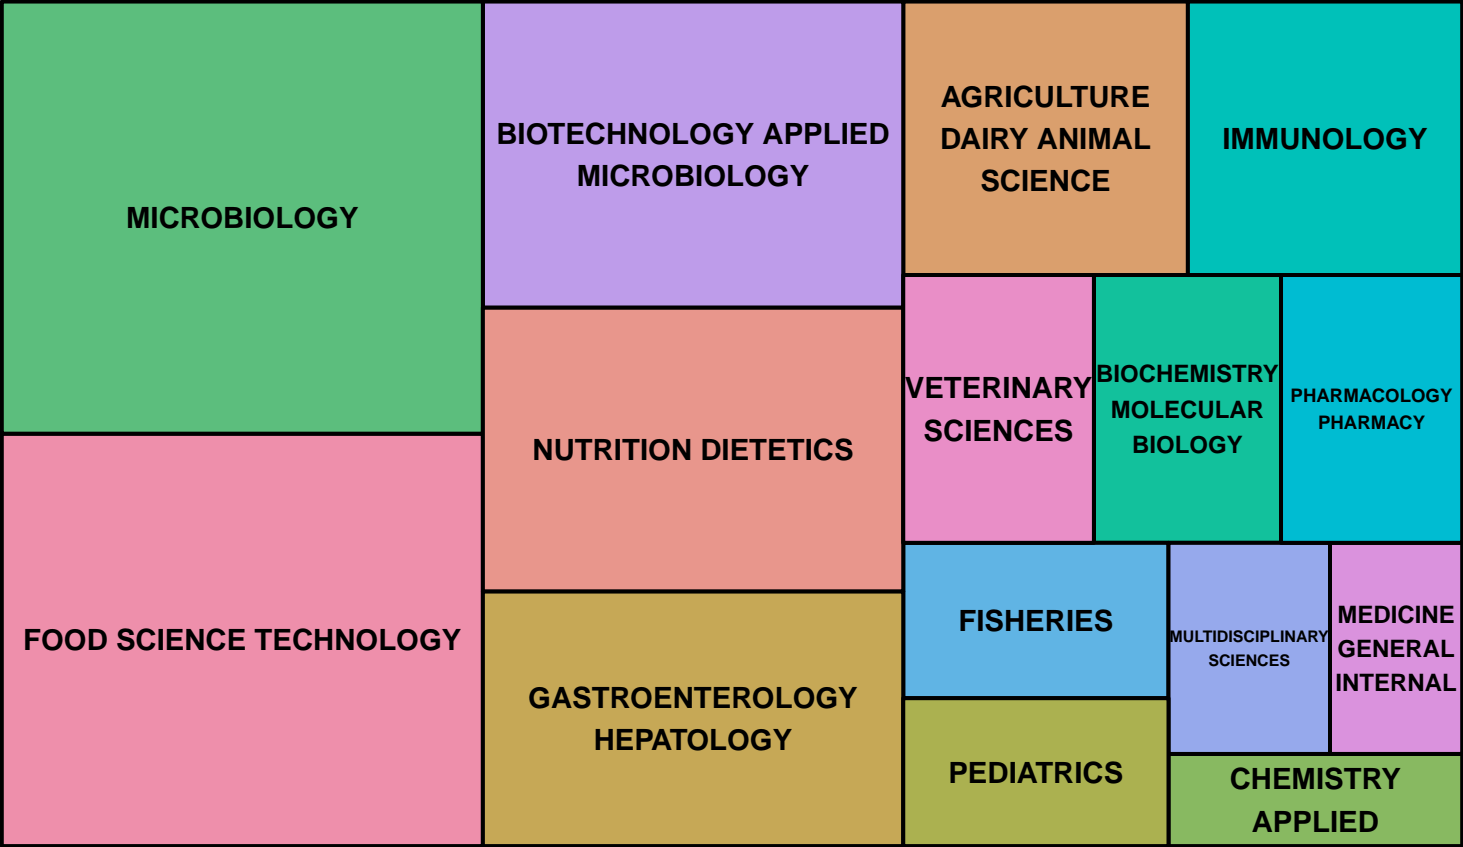 MICROBIOLOGY
FOOD SCIENCE TECHNOLOGY
BIOTECHNOLOGY APPLIED
MICROBIOLOGY
NUTRITION DIETETICS
GASTROENTEROLOGY
HEPATOLOGY
AGRICULTURE
DAIRY ANIMAL
SCIENCE
IMMUNOLOGY
VETERINARY
SCIENCES
BIOCHEMISTRY
MOLECULAR
BIOLOGY
PHARMACOLOGY
PHARMACY
FISHERIES
PEDIATRICS
MULTIDISCIPLINARY
SCIENCES
MEDICINE
GENERAL
INTERNAL
CHEMISTRY
APPLIED